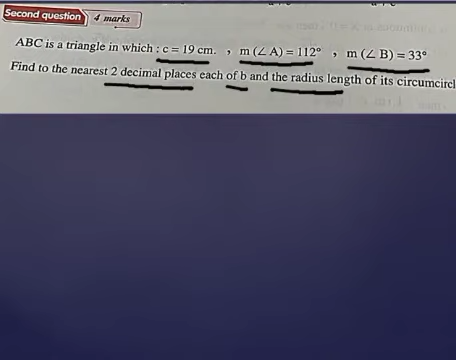 Second question 4 marks
ABC is a triangle in which : c = 19 cm. , m (∠ A) = 112° , m (∠ B) = 33°
Find to the nearest 2 decimal places each of b and the radius length of its